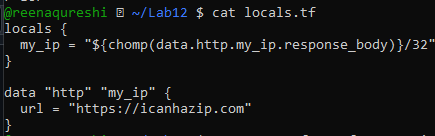 @reenaqureshi ~/Lab12 $ cat locals.tf
locals {
  my_ip = "${chomp(data.http.my_ip.response_body)}/32"
}

data "http" "my_ip" {
  url = "https://icanhazip.com"
}